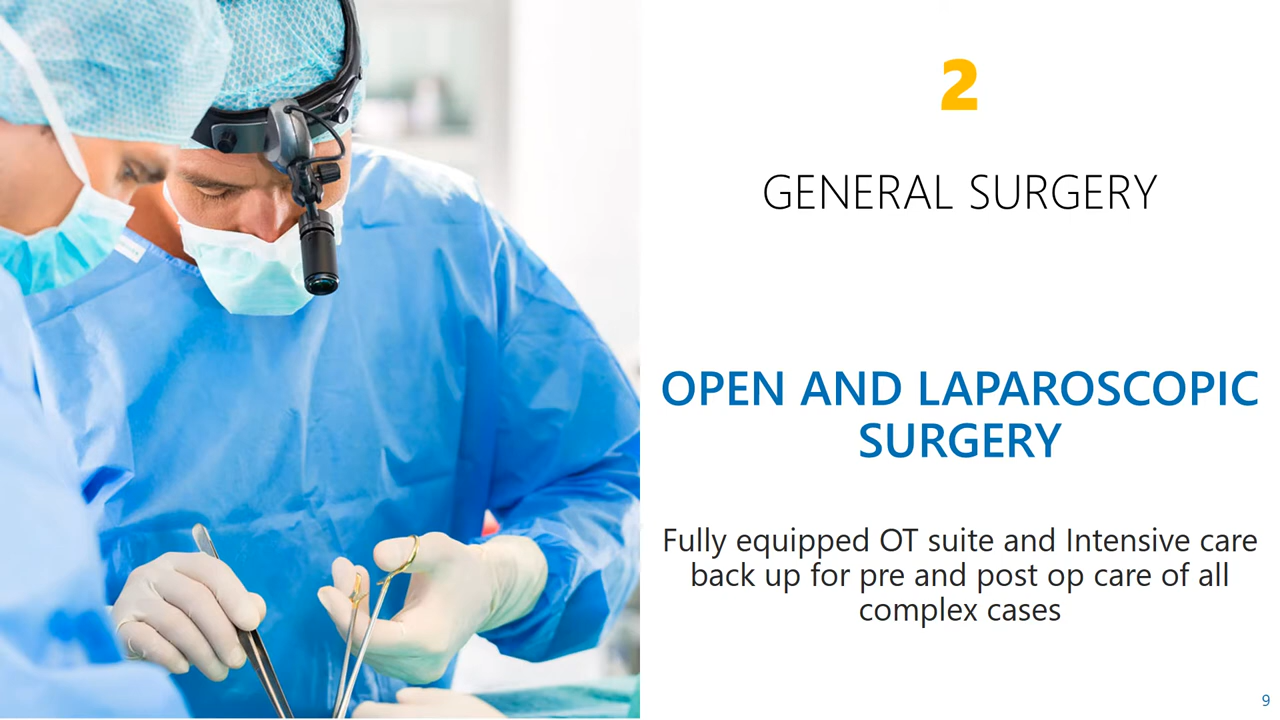 2
GENERAL SURGERY
OPEN AND LAPAROSCOPIC
SURGERY
Fully equipped OT suite and Intensive care
back up for pre and post op care of all
complex cases
9